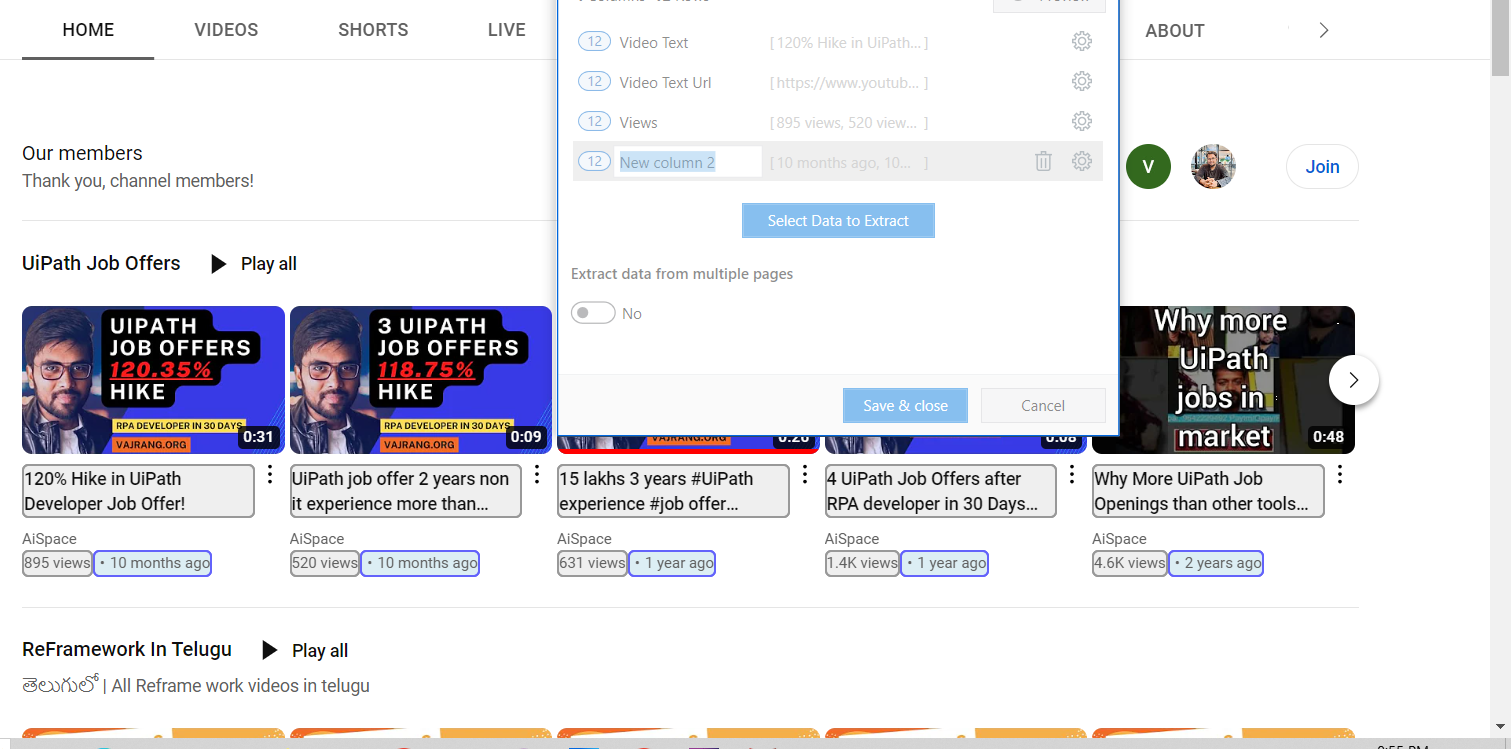 HOME
VIDEOS
SHORTS
LIVE
ABOUT
Preview
12 Video Text [ 120% Hike in UiPath... ]
12 Video Text Url [ https://www.youtub... ]
12 Views [ 895 views, 520 view... ]
12 New column 2 [ 10 months ago, 10... ]
Select Data to Extract
Extract data from multiple pages
No
Save & close
Cancel
Our members
Thank you, channel members!
V
Join
UiPath Job Offers
Play all
UIPATH
JOB OFFERS
120.35%
HIKE
RPA DEVELOPER IN 30 DAYS
VAJRANG.ORG
0:31
3 UIPATH
JOB OFFERS
118.75%
HIKE
RPA DEVELOPER IN 30 DAYS
VAJRANG.ORG
0:09
VAJRANG.ORG
0:26
0:08
Why more
UiPath
jobs in
market
0:48
120% Hike in UiPath
Developer Job Offer!
AiSpace
895 views • 10 months ago
UiPath job offer 2 years non
it experience more than...
AiSpace
520 views • 10 months ago
15 lakhs 3 years #UiPath
experience #job offer...
AiSpace
631 views • 1 year ago
4 UiPath Job Offers after
RPA developer in 30 Days...
AiSpace
1.4K views • 1 year ago
Why More UiPath Job
Openings than other tools...
AiSpace
4.6K views • 2 years ago
ReFramework In Telugu
Play all
తెలుగులో | All Reframe work videos in telugu